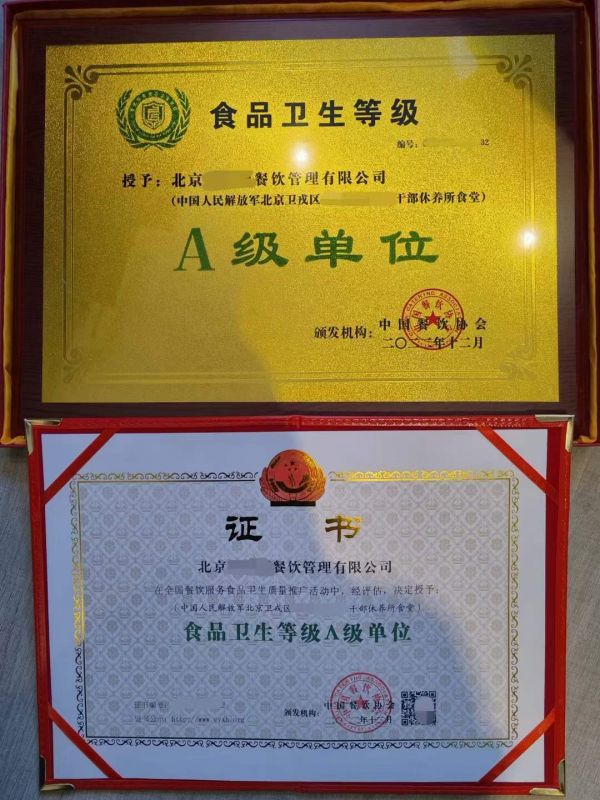 食品卫生等级
编号: 32
授予：北京 餐饮管理有限公司
（中国人民解放军北京卫戍区 干部休养所食堂）
A级单位
颁发机构：中国餐饮协会
二〇二二年十二月
证 书
北京 餐饮管理有限公司
在全国餐饮服务食品卫生质量推广活动中，经评估，决定授予：
（中国人民解放军北京卫戍区 干部休养所食堂）
食品卫生等级A级单位
证书编号:
颁发机构：中国餐饮协会